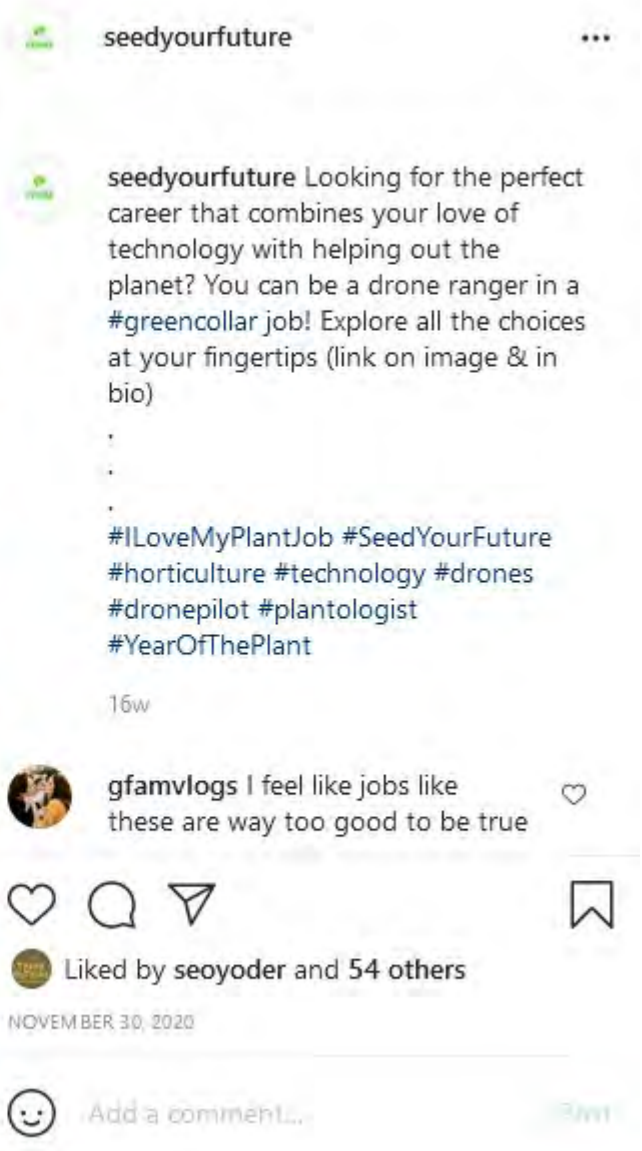 seedyourfuture
seedyourfuture Looking for the perfect
career that combines your love of
technology with helping out the
planet? You can be a drone ranger in a
#greencollar job! Explore all the choices
at your fingertips (link on image & in
bio)
.
.
.
#ILoveMyPlantJob #SeedYourFuture
#horticulture #technology #drones
#dronepilot #plantologist
#YearOfThePlant
16w
gfamvlogs I feel like jobs like
these are way too good to be true
Liked by seoyoder and 54 others
NOVEMBER 30, 2020
Add a comment...
Post